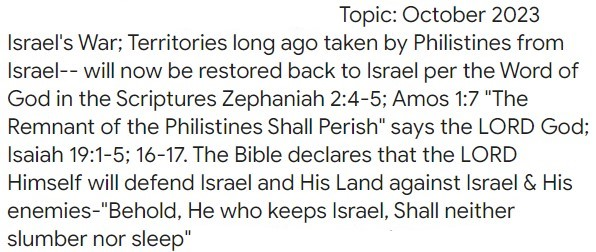 Topic: October 2023
Israel's War; Territories long ago taken by Philistines from
Israel-- will now be restored back to Israel per the Word of
God in the Scriptures Zephaniah 2:4-5; Amos 1:7 "The
Remnant of the Philistines Shall Perish" says the LORD God;
Isaiah 19:1-5; 16-17. The Bible declares that the LORD
Himself will defend Israel and His Land against Israel & His
enemies-"Behold, He who keeps Israel, Shall neither
slumber nor sleep"